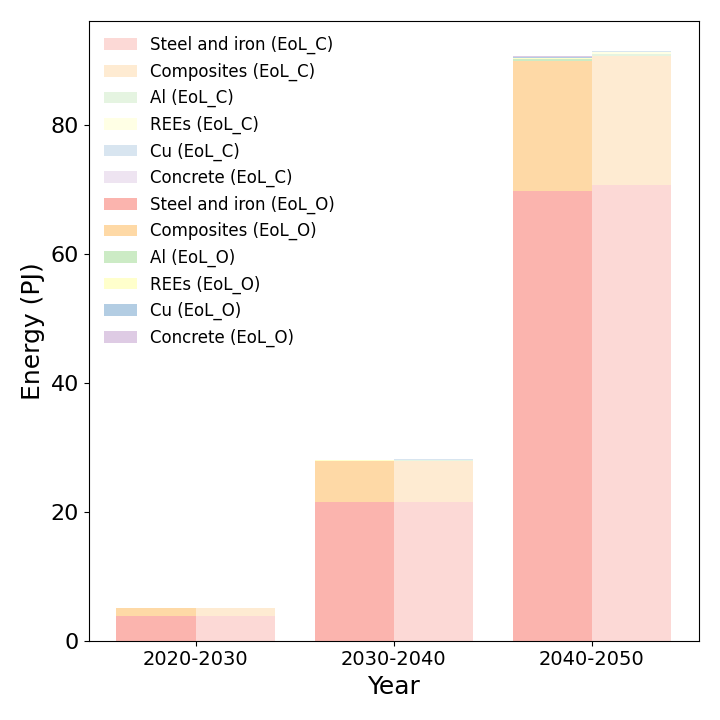 Steel and iron (EoL_C)
Composites (EoL_C)
Al (EoL_C)
REEs (EoL_C)
Cu (EoL_C)
Concrete (EoL_C)
Steel and iron (EoL_O)
Composites (EoL_O)
Al (EoL_O)
REEs (EoL_O)
Cu (EoL_O)
Concrete (EoL_O)
Energy (PJ)
80
60
40
20
0
2020-2030
2030-2040
2040-2050
Year